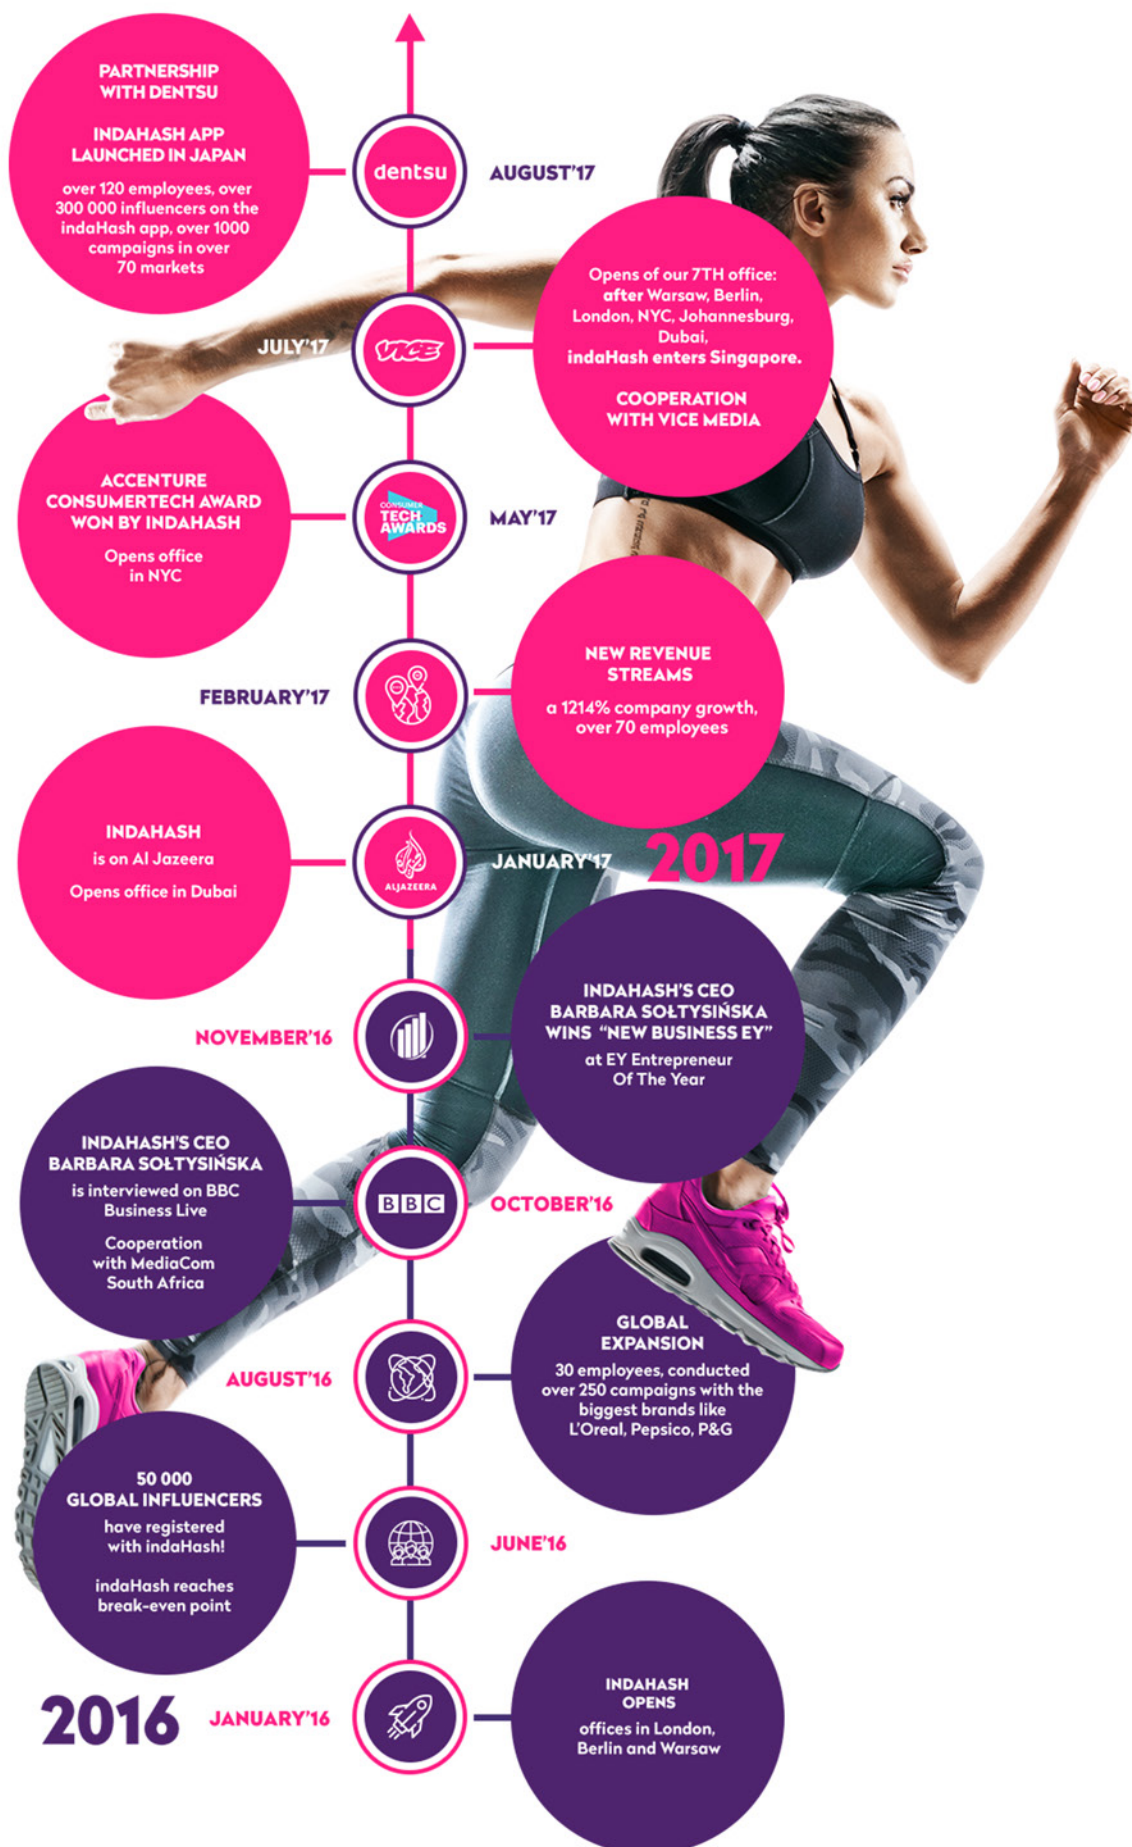 PARTNERSHIP
WITH DENTSU
INDAHASH APP
LAUNCHED IN JAPAN
over 120 employees, over
300 000 influencers on the
indaHash app, over 1000
campaigns in over
70 markets
dentsu
AUGUST'17
Opens of our 7TH office:
after Warsaw, Berlin,
London, NYC, Johannesburg,
Dubai,
indaHash enters Singapore.
COOPERATION
WITH VICE MEDIA
JULY'17
VICE
ACCENTURE
CONSUMERTECH AWARD
WON BY INDAHASH
Opens office
in NYC
CONSUMER
TECH
AWARDS
MAY'17
NEW REVENUE
STREAMS
a 1214% company growth,
over 70 employees
FEBRUARY'17
INDAHASH
is on Al Jazeera
Opens office in Dubai
ALJAZEERA
JANUARY'17
2017
INDAHASH'S CEO
BARBARA SOŁTYSIŃSKA
WINS “NEW BUSINESS EY”
at EY Entrepreneur
Of The Year
NOVEMBER'16
INDAHASH'S CEO
BARBARA SOŁTYSIŃSKA
is interviewed on BBC
Business Live
Cooperation
with MediaCom
South Africa
BBC
OCTOBER'16
GLOBAL
EXPANSION
30 employees, conducted
over 250 campaigns with the
biggest brands like
L'Oreal, Pepsico, P&G
AUGUST'16
50 000
GLOBAL INFLUENCERS
have registered
with indaHash!
indaHash reaches
break-even point
JUNE'16
2016
JANUARY'16
INDAHASH
OPENS
offices in London,
Berlin and Warsaw